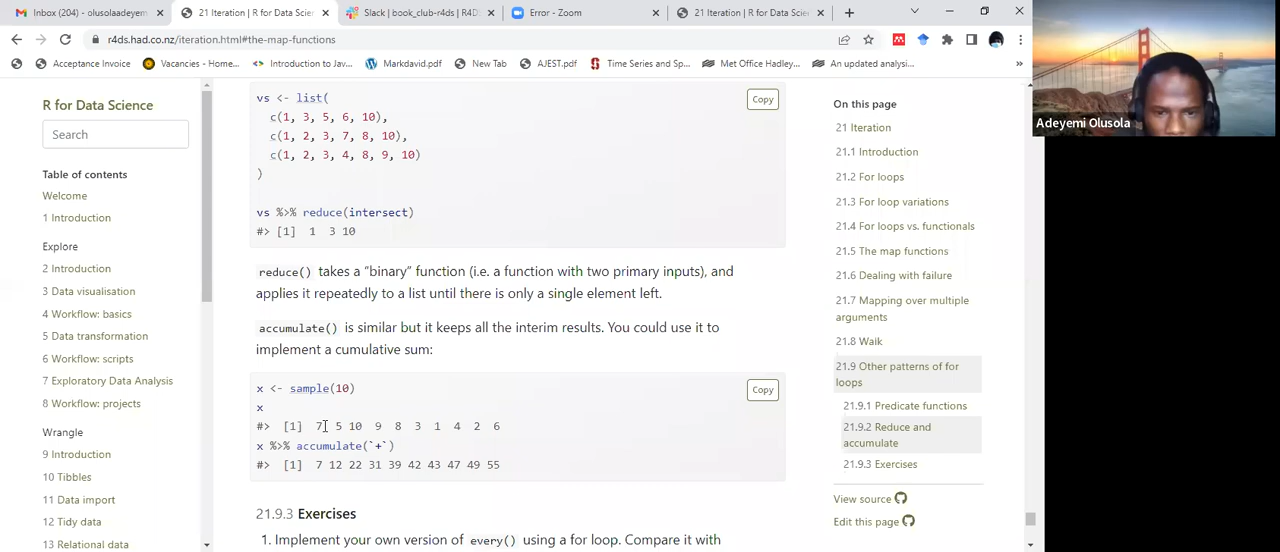 Inbox (204) - olusolaadeyem
21 Iteration | R for Data Science
Slack | book_club-r4ds | R4D
Error - Zoom
21 Iteration | R for Data Scien
r4ds.had.co.nz/iteration.html#the-map-functions
Acceptance Invoice
Vacancies - Home...
Introduction to Jav...
Markdavid.pdf
New Tab
AJEST.pdf
Time Series and Sp...
Met Office Hadley...
An updated analysi...
Adeyemi Olusola
R for Data Science
Search
Table of contents
Welcome
1 Introduction
Explore
2 Introduction
3 Data visualisation
4 Workflow: basics
5 Data transformation
6 Workflow: scripts
7 Exploratory Data Analysis
8 Workflow: projects
Wrangle
9 Introduction
10 Tibbles
11 Data import
12 Tidy data
13 Relational data
vs <- list(
c(1, 3, 5, 6, 10),
c(1, 2, 3, 7, 8, 10),
c(1, 2, 3, 4, 8, 9, 10)
)
vs %>% reduce(intersect)
#> [1] 1 3 10
Copy
reduce() takes a “binary” function (i.e. a function with two primary inputs), and
applies it repeatedly to a list until there is only a single element left.
accumulate() is similar but it keeps all the interim results. You could use it to
implement a cumulative sum:
x <- sample(10)
x
#> [1] 7 5 10 9 8 3 1 4 2 6
x %>% accumulate(`+`)
#> [1] 7 12 22 31 39 42 43 47 49 55
Copy
21.9.3 Exercises
1. Implement your own version of every() using a for loop. Compare it with
On this page
21 Iteration
21.1 Introduction
21.2 For loops
21.3 For loop variations
21.4 For loops vs. functionals
21.5 The map functions
21.6 Dealing with failure
21.7 Mapping over multiple
arguments
21.8 Walk
21.9 Other patterns of for
loops
21.9.1 Predicate functions
21.9.2 Reduce and
accumulate
21.9.3 Exercises
View source
Edit this page